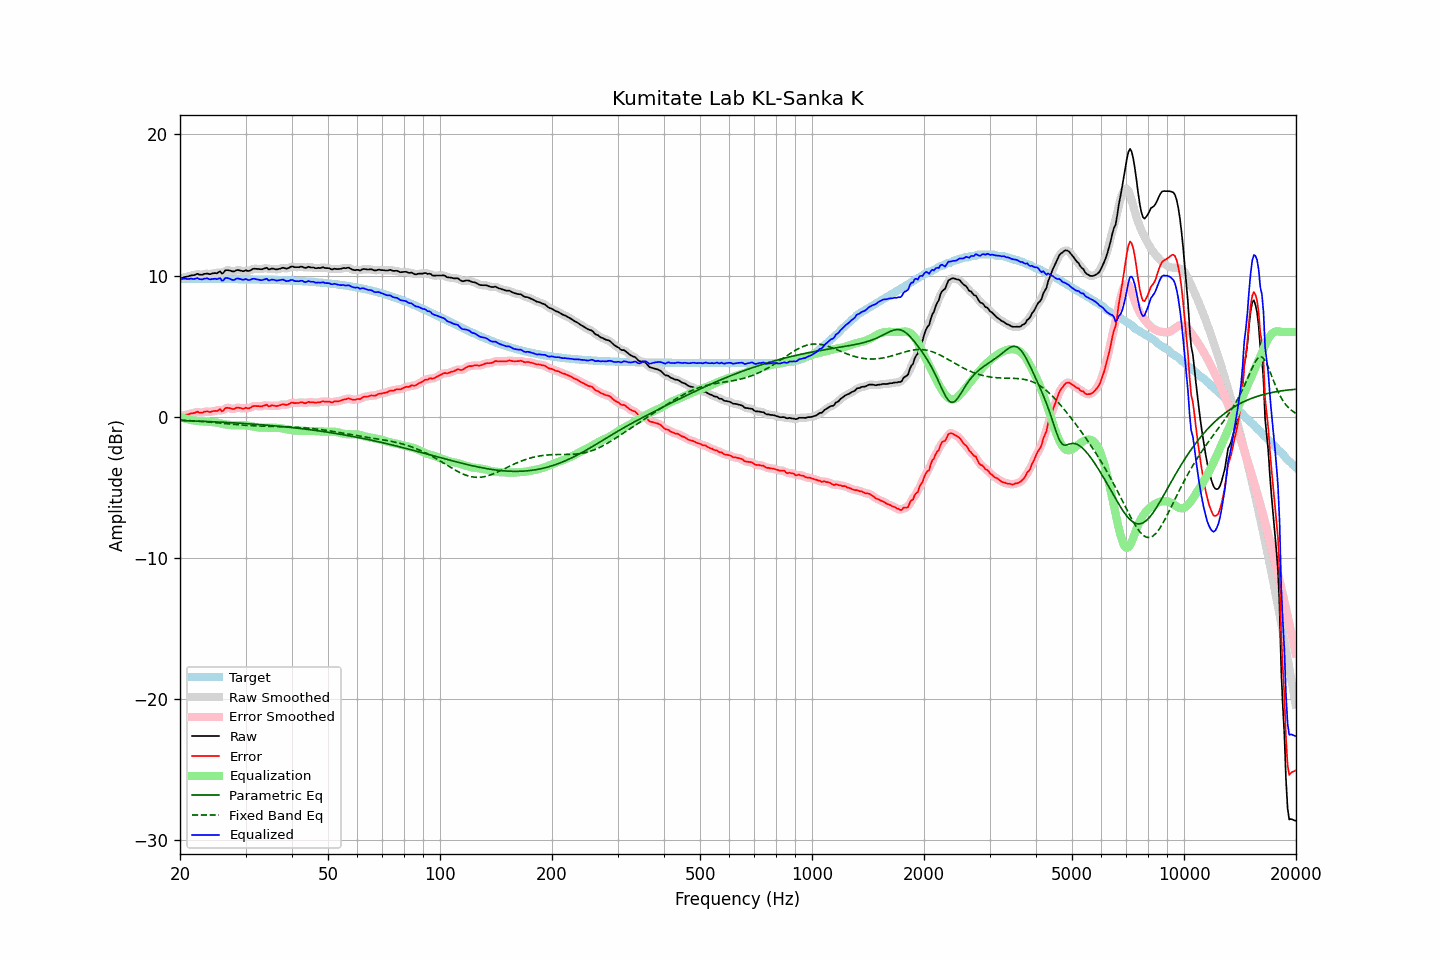 Kumitate Lab KL-Sanka K
20
10
0
−10
−20
−30
Amplitude (dBr)
Target
Raw Smoothed
Error Smoothed
Raw
Error
Equalization
Parametric Eq
Fixed Band Eq
Equalized
20 50 100 200 500 1000 2000 5000 10000 20000
Frequency (Hz)